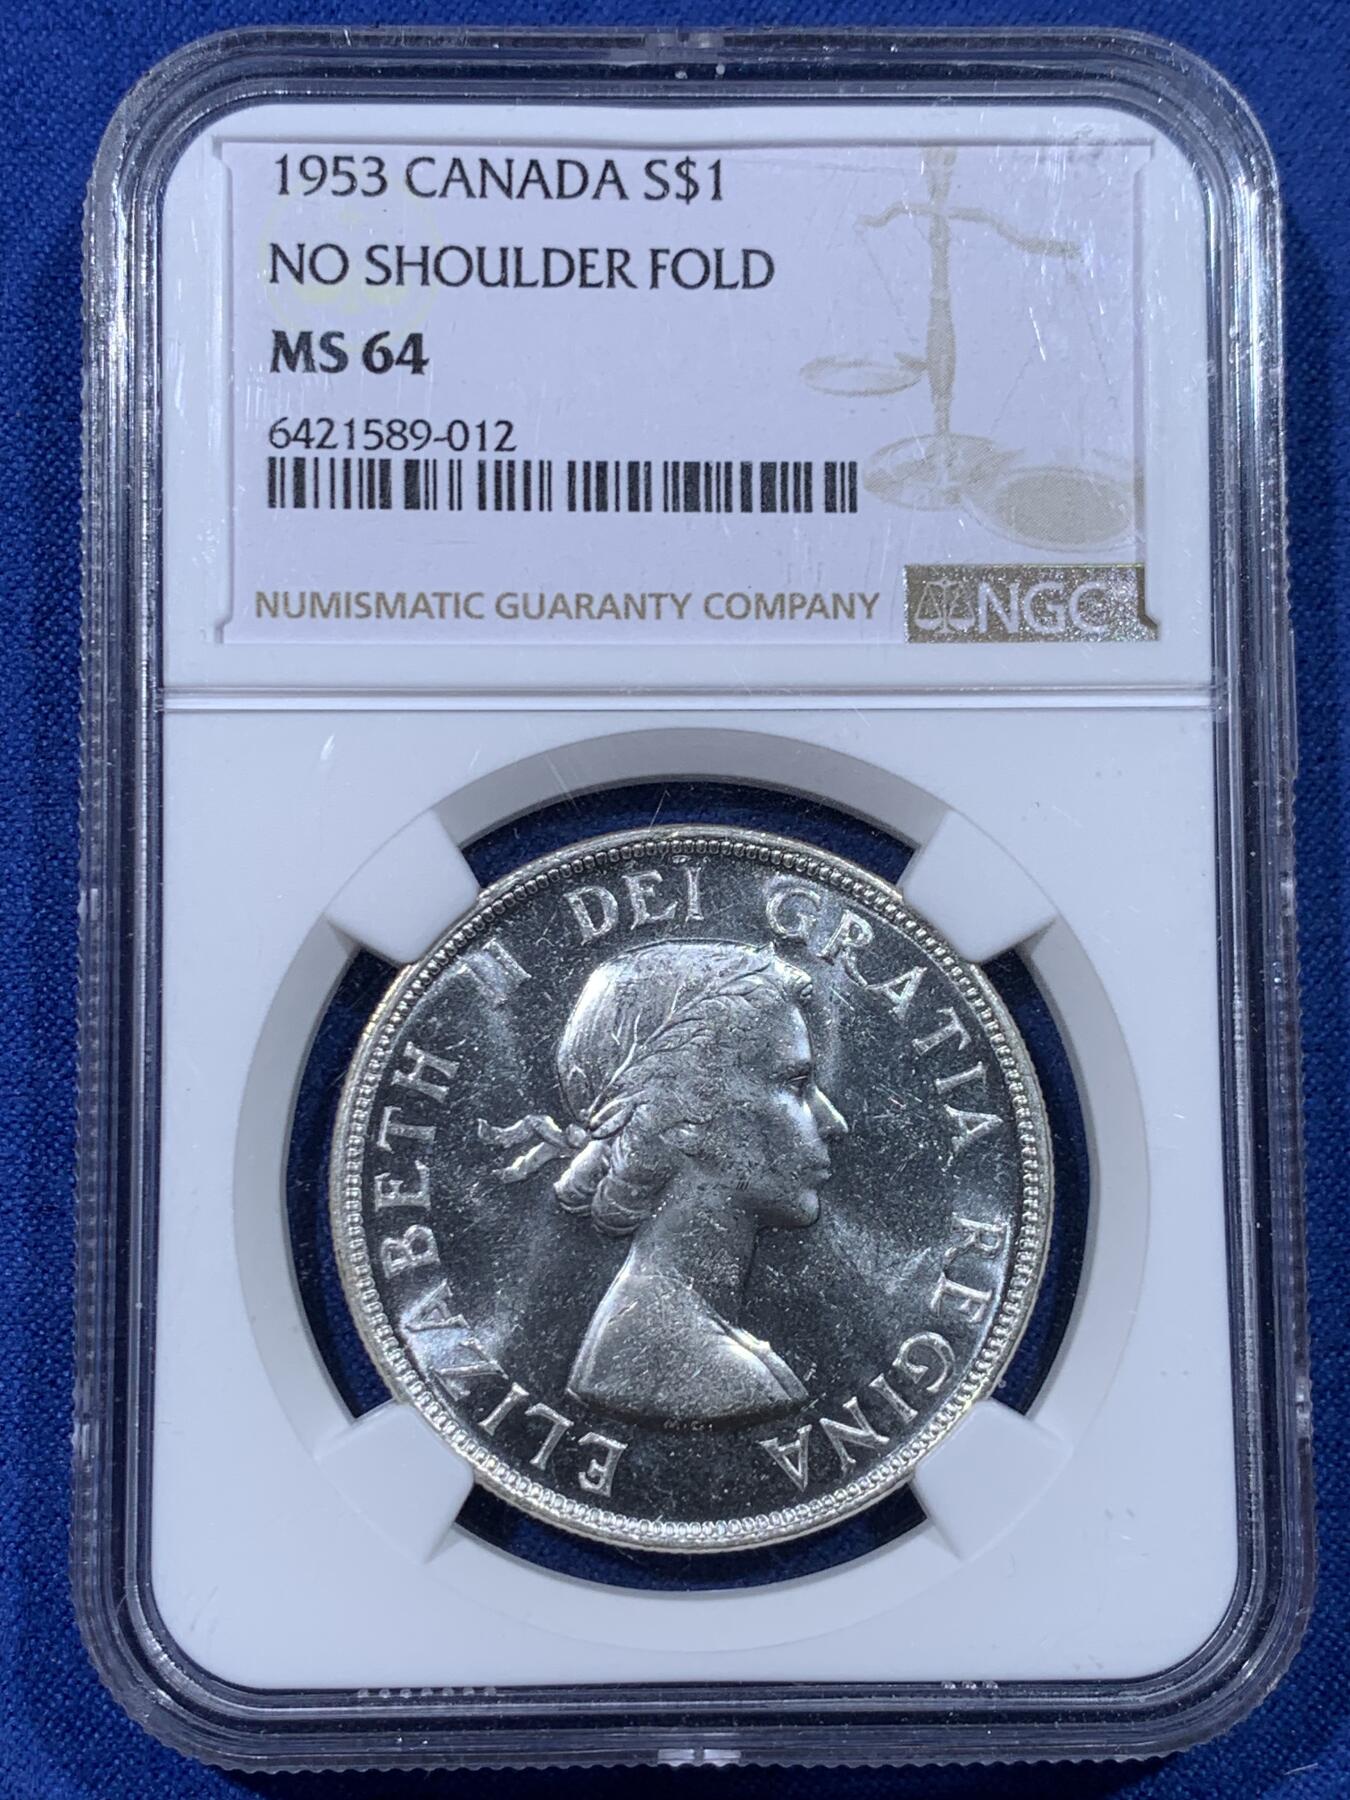 1953 CANADA S$1
NO SHOULDER FOLD
MS 64
6421589-012
NUMISMATIC GUARANTY COMPANY
NGC
ELIZABETH II DEI GRATIA REGINA
M.G.